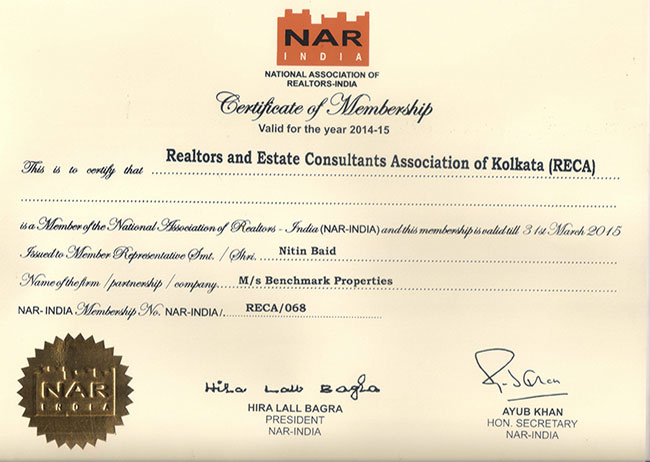 NAR
INDIA
NATIONAL ASSOCIATION OF
REALTORS-INDIA
Certificate of Membership
Valid for the year 2014-15
This is to certify that Realtors and Estate Consultants Association of Kolkata (RECA)
is a Member of the National Association of Realtors - India (NAR-INDIA) and this membership is valid till 31st March 2015
Issued to Member Representative Smt. / Shri. Nitin Baid
Name of the firm / partnership / company. M/s Benchmark Properties
NAR-INDIA Membership No. NAR-INDIA/. RECA/068
NAR
INDIA
Hira Lall Bagra
HIRA LALL BAGRA
PRESIDENT
NAR-INDIA
AYUB KHAN
HON. SECRETARY
NAR-INDIA